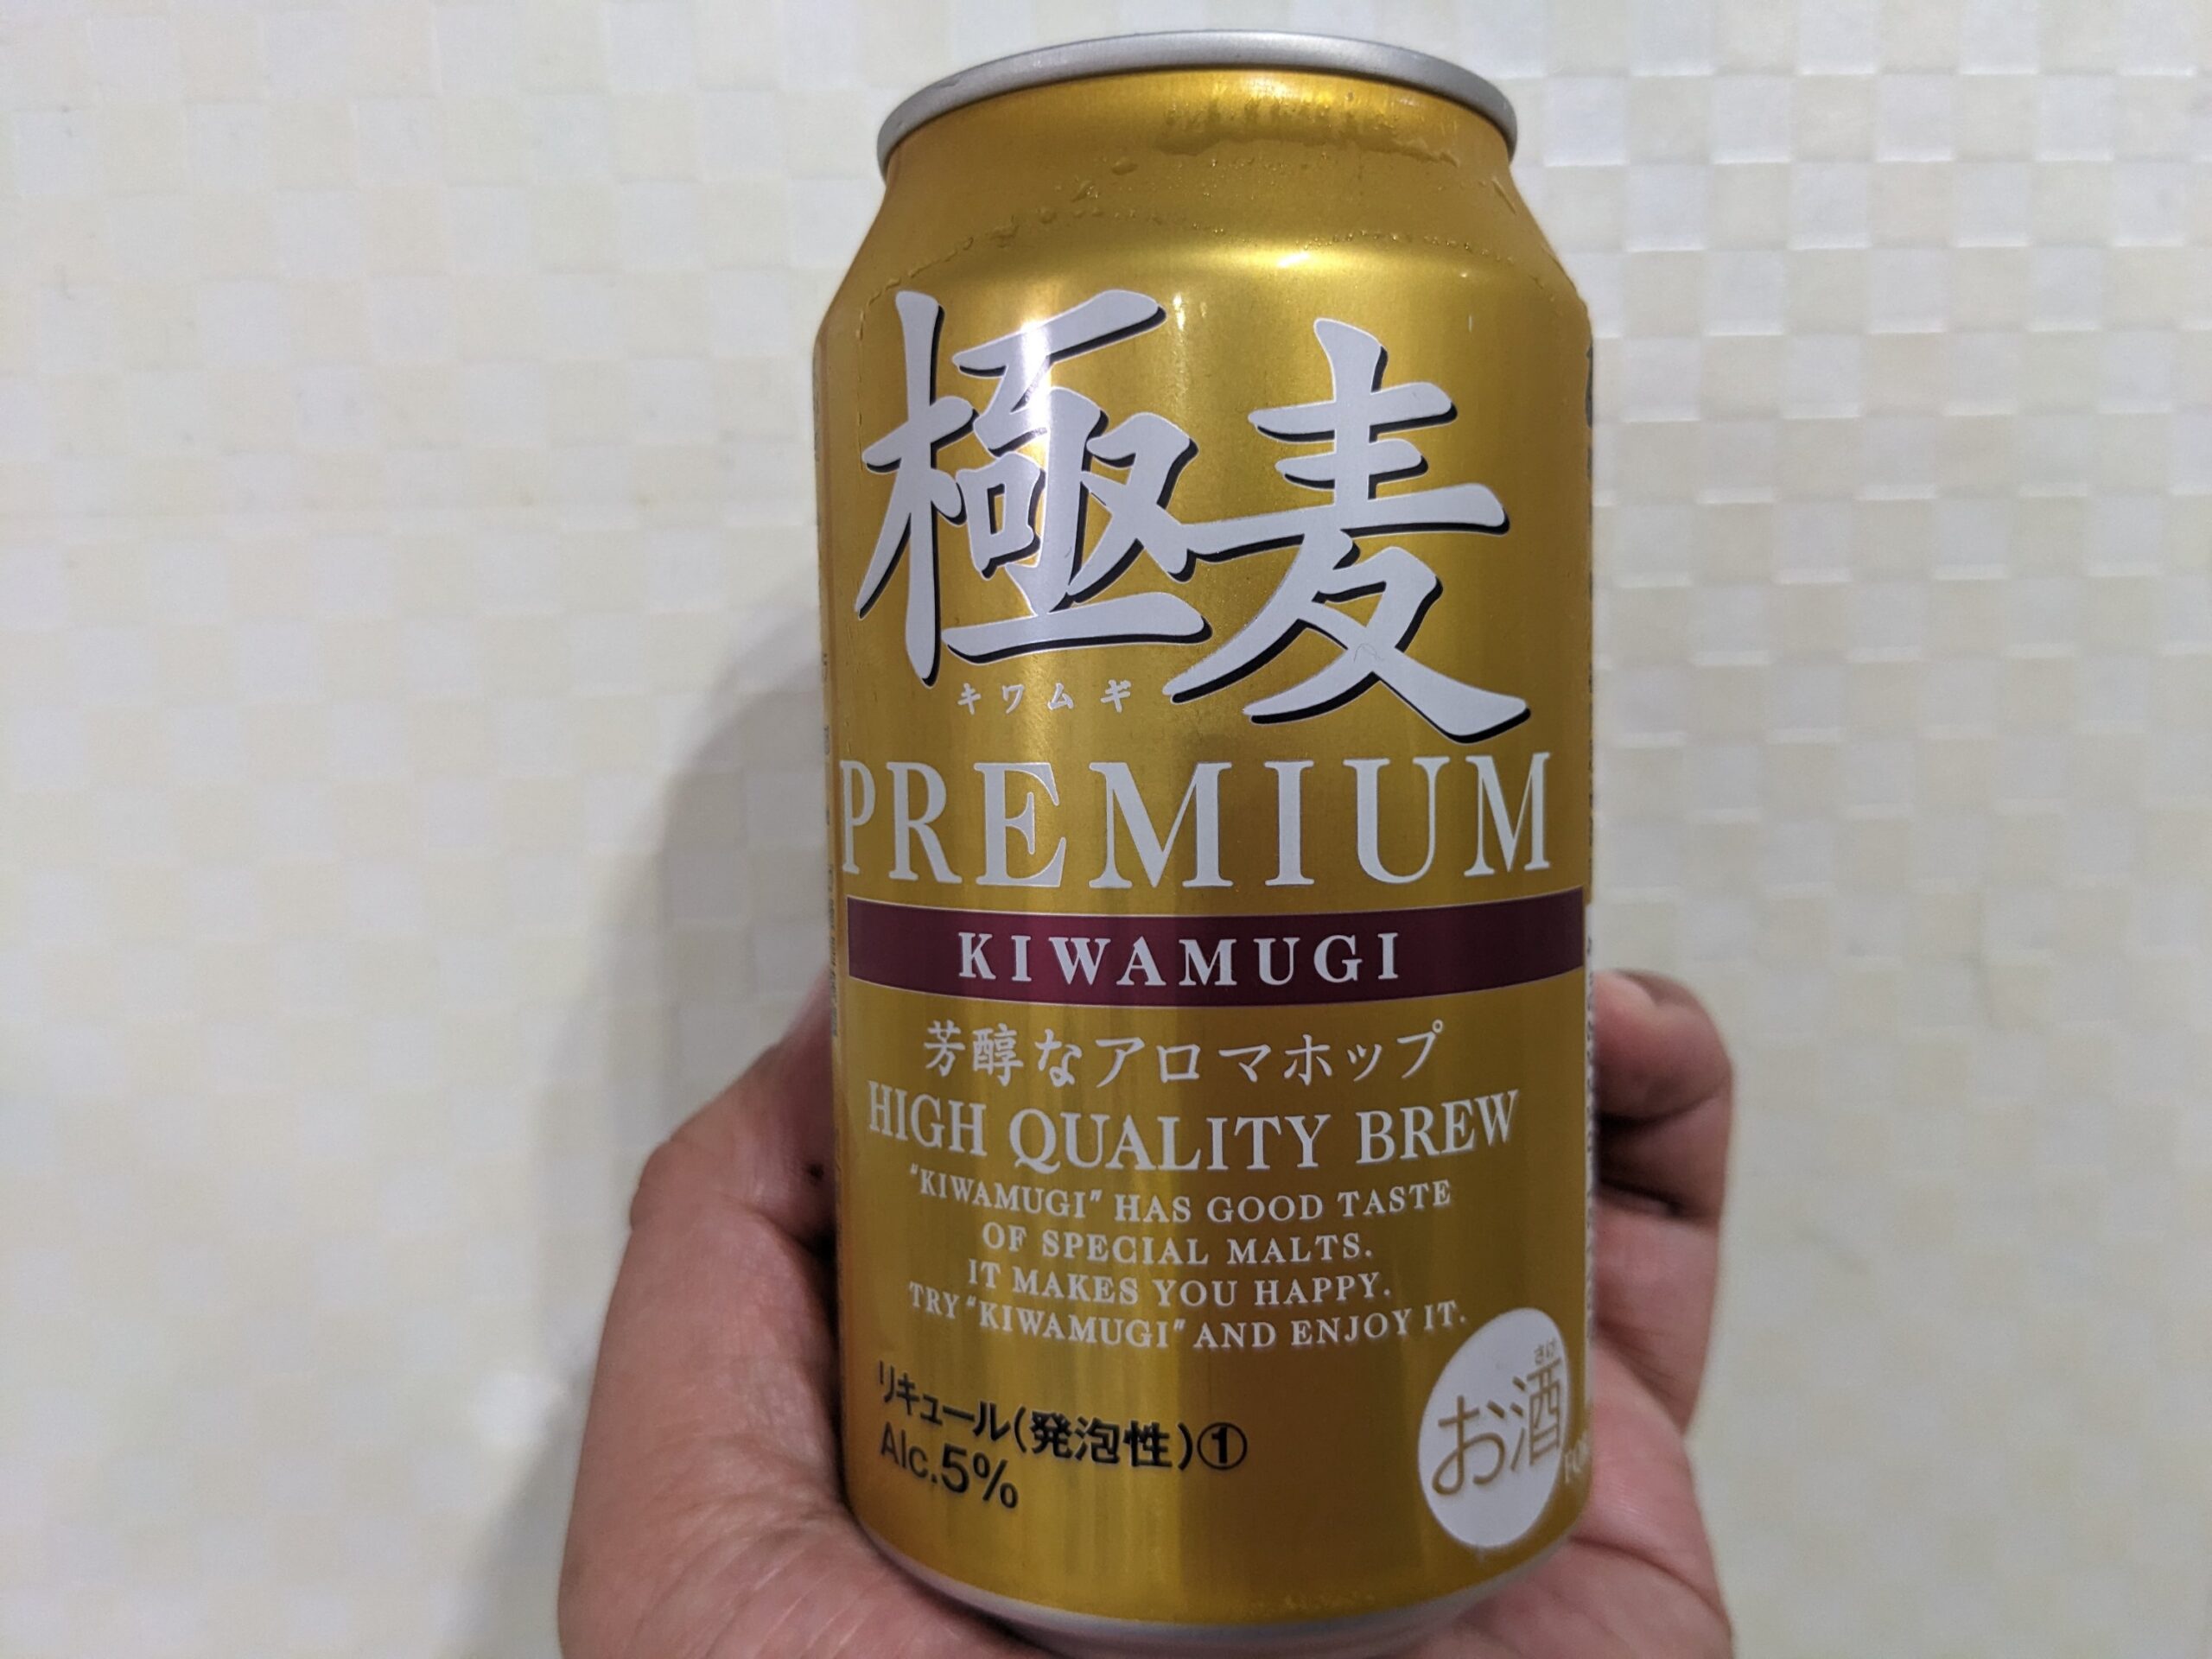 極麦
キワムギ
PREMIUM
KIWAMUGI
芳醇なアロマホップ
HIGH QUALITY BREW
"KIWAMUGI" HAS GOOD TASTE
OF SPECIAL MALTS.
IT MAKES YOU HAPPY.
TRY "KIWAMUGI" AND ENJOY IT.
リキュール(発泡性)①
Alc.5%
さけ
お酒